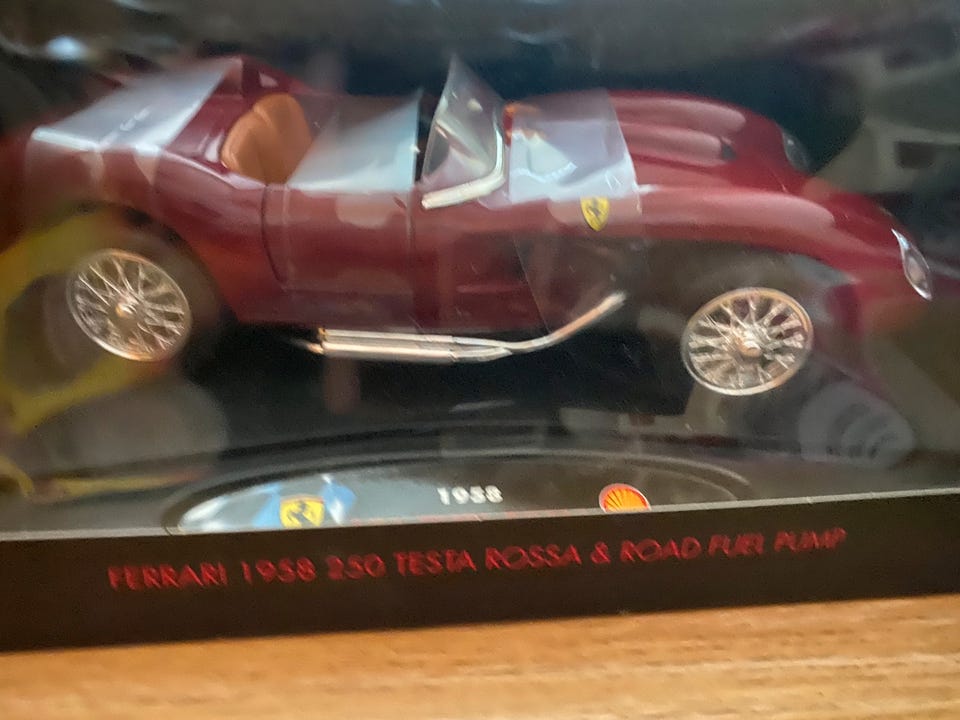 1958
FERRARI 1958 250 TESTA ROSSA & ROAD FUEL PUMP